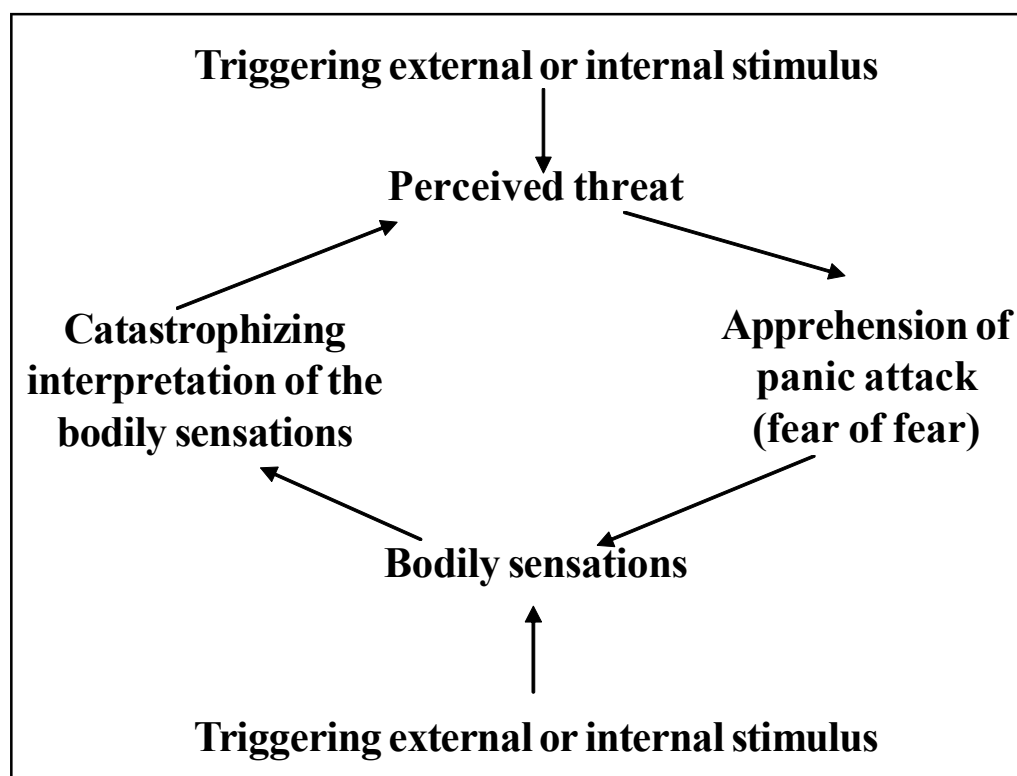 Triggering external or internal stimulus
Perceived threat
Catastrophizing
interpretation of the
bodily sensations
Apprehension of
panic attack
(fear of fear)
Bodily sensations
Triggering external or internal stimulus